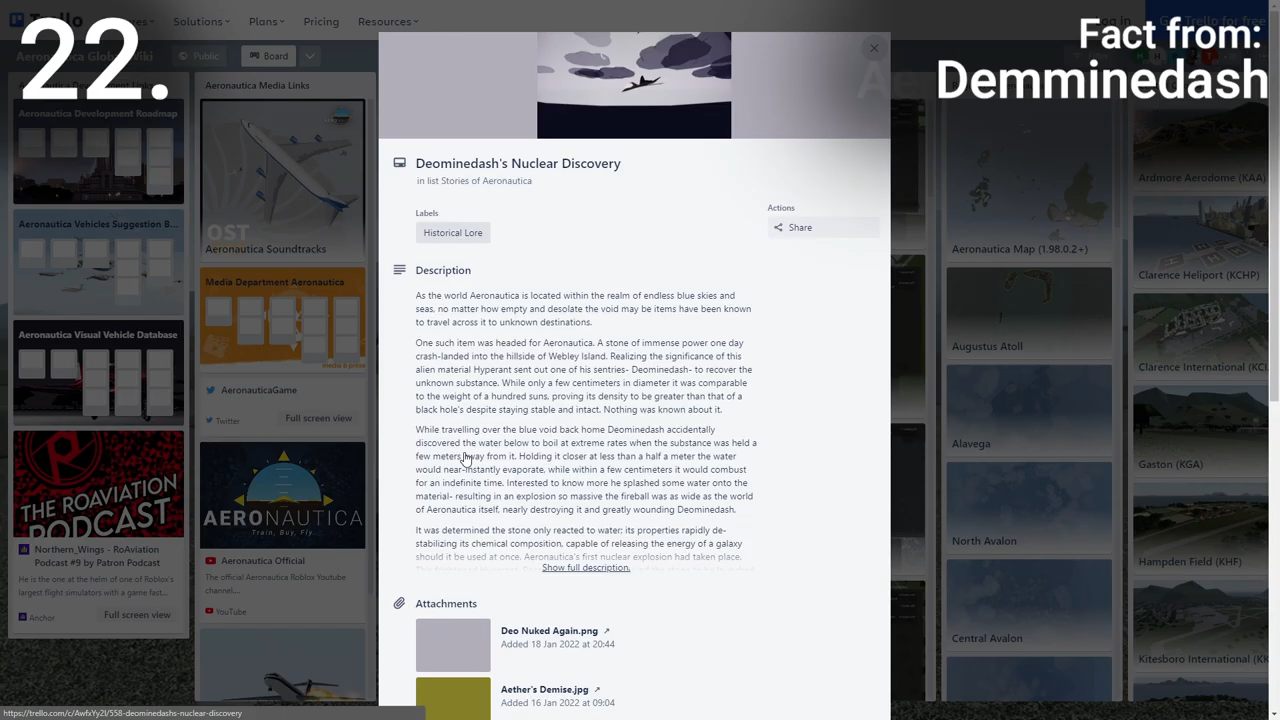 22.
Fact from:
Demminedash
Trello
Solutions
Plans
Pricing
Resources
Log in
Get Trello for free
Public
Board
Aeronautica Development Roadmap
Aeronautica Vehicles Suggestion B...
Aeronautica Visual Vehicle Database
THE
ROAVIATION
PODCAST
Northern_Wings - RoAviation
Podcast #9 by Patron Podcast
He is the at the helm of one of Roblox's
largest flight simulators with a game fast...
Anchor
Full screen view
Aeronautica Media Links
OST
Aeronautica Soundtracks
Media Department Aeronautica
AeronauticaGame
Twitter
Full screen view
AERONAUTICA
Train, Buy, Fly.
Aeronautica Official
The official Aeronautica Roblox Youtube
channel....
YouTube
Deominedash's Nuclear Discovery
in list Stories of Aeronautica
Labels
Historical Lore
Actions
Share
Description
As the world Aeronautica is located within the realm of endless blue skies and
seas, no matter how empty and desolate the void may be items have been known
to travel across it to unknown destinations.
One such item was headed for Aeronautica. A stone of immense power one day
crash-landed into the hillside of Webley Island. Realizing the significance of this
alien material Hyperant sent out one of his sentries- Deominedash- to recover the
unknown substance. While only a few centimeters in diameter it was comparable
to the weight of a hundred suns, proving its density to be greater than that of a
black hole's despite staying stable and intact. Nothing was known about it.
While travelling over the blue void back home Deominedash accidentally
discovered the water below to boil at extreme rates when the substance was held a
few meters away from it. Holding it closer at less than a half a meter the water
would near-instantly evaporate, while within a few centimeters it would combust
for an indefinite time. Interested to know more he splashed some water onto the
material- resulting in an explosion so massive the fireball was as wide as the world
of Aeronautica itself, nearly destroying it and greatly wounding Deominedash.
It was determined the stone only reacted to water; its properties rapidly de-
stabilizing its chemical composition, capable of releasing the energy of a galaxy
should it be used at once. Aeronautica's first nuclear explosion had taken place.
Show full description.
Attachments
Deo Nuked Again.png ↗
Added 18 Jan 2022 at 20:44
Aether's Demise.jpg ↗
Added 16 Jan 2022 at 09:04
Aeronautica Map (1.98.0.2+)
Augustus Atoll
Alavega
North Avalon
Central Avalon
Ardmore Aerodrome (KAA)
Clarence Heliport (KCHP)
Clarence International (KCI)
Gaston (KGA)
Hampden Field (KHF)
Kitesboro International (KK
https://trello.com/c/AwfxYy2I/558-deominedashs-nuclear-discovery